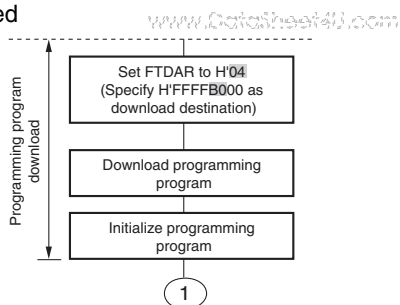 ed
www.DataSheet4U.com
Programming program
download
Set FTDAR to H'04
(Specify H'FFFFB000 as
download destination)
Download programming
program
Initialize programming
program
1